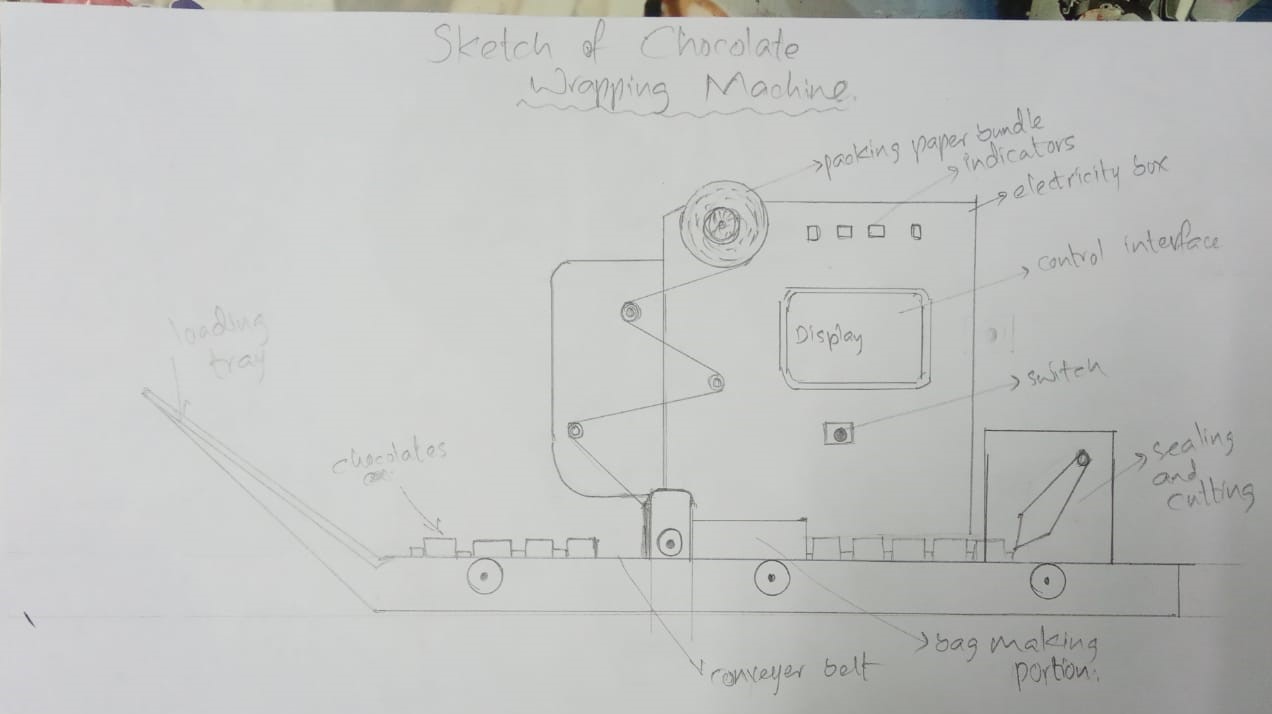 Sketch of Chocolate
Wrapping Machine.
packing paper bundle
indicators
electricity box
control interface
loading
tray
Display
switch
chocolates
sealing
and
cutting
bag making
portion.
conveyer belt